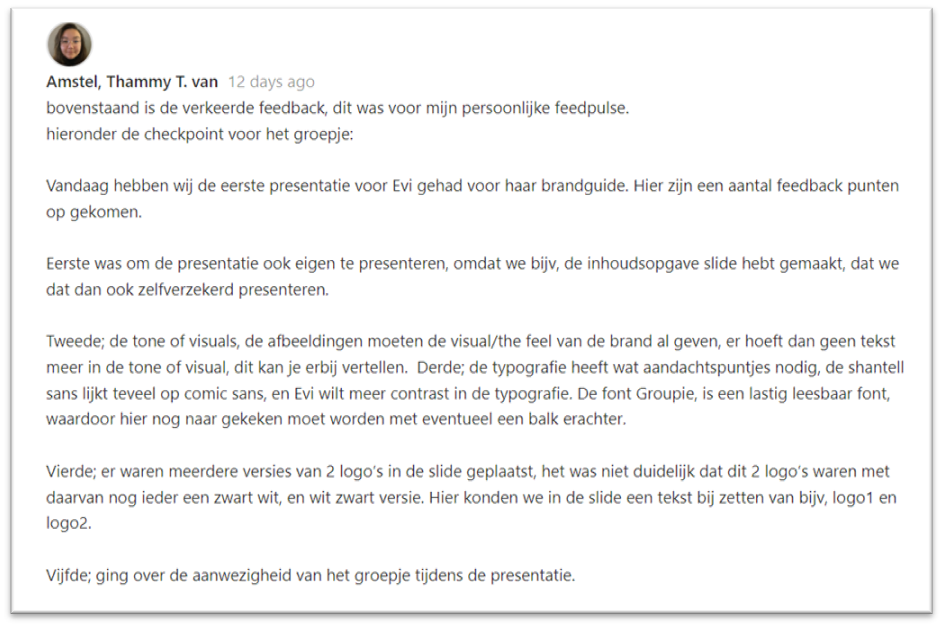 Amstel, Thammy T. van 12 days ago
bovenstaand is de verkeerde feedback, dit was voor mijn persoonlijke feedpulse.
hieronder de checkpoint voor het groepje:
Vandaag hebben wij de eerste presentatie voor Evi gehad voor haar brandguide. Hier zijn een aantal feedback punten
op gekomen.
Eerste was om de presentatie ook eigen te presenteren, omdat we bijv, de inhoudsopgave slide hebt gemaakt, dat we
dat dan ook zelfverzekerd presenteren.
Tweede; de tone of visuals, de afbeeldingen moeten de visual/the feel van de brand al geven, er hoeft dan geen tekst
meer in de tone of visual, dit kan je erbij vertellen.  Derde; de typografie heeft wat aandachtspuntjes nodig, de shantell
sans lijkt teveel op comic sans, en Evi wilt meer contrast in de typografie. De font Groupie, is een lastig leesbaar font,
waardoor hier nog naar gekeken moet worden met eventueel een balk erachter.
Vierde; er waren meerdere versies van 2 logo's in de slide geplaatst, het was niet duidelijk dat dit 2 logo's waren met
daarvan nog ieder een zwart wit, en wit zwart versie. Hier konden we in de slide een tekst bij zetten van bijv, logo1 en
logo2.
Vijfde; ging over de aanwezigheid van het groepje tijdens de presentatie.